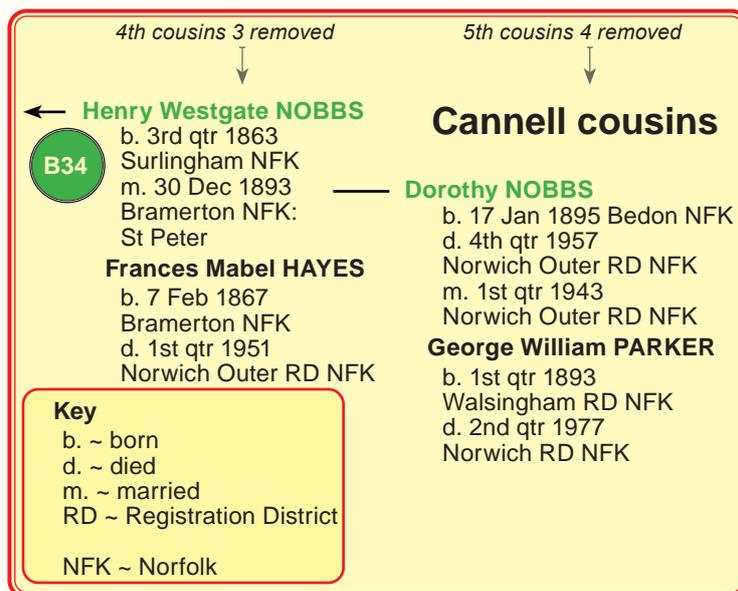 4th cousins 3 removed
5th cousins 4 removed
Henry Westgate NOBBS
B34
b. 3rd qtr 1863
Surlingham NFK
m. 30 Dec 1893
Bramerton NFK:
St Peter
Frances Mabel HAYES
b. 7 Feb 1867
Bramerton NFK
d. 1st qtr 1951
Norwich Outer RD NFK
Cannell cousins
Dorothy NOBBS
b. 17 Jan 1895 Bedon NFK
d. 4th qtr 1957
Norwich Outer RD NFK
m. 1st qtr 1943
Norwich Outer RD NFK
George William PARKER
b. 1st qtr 1893
Walsingham RD NFK
d. 2nd qtr 1977
Norwich RD NFK
Key
b. ~ born
d. ~ died
m. ~ married
RD ~ Registration District
NFK ~ Norfolk